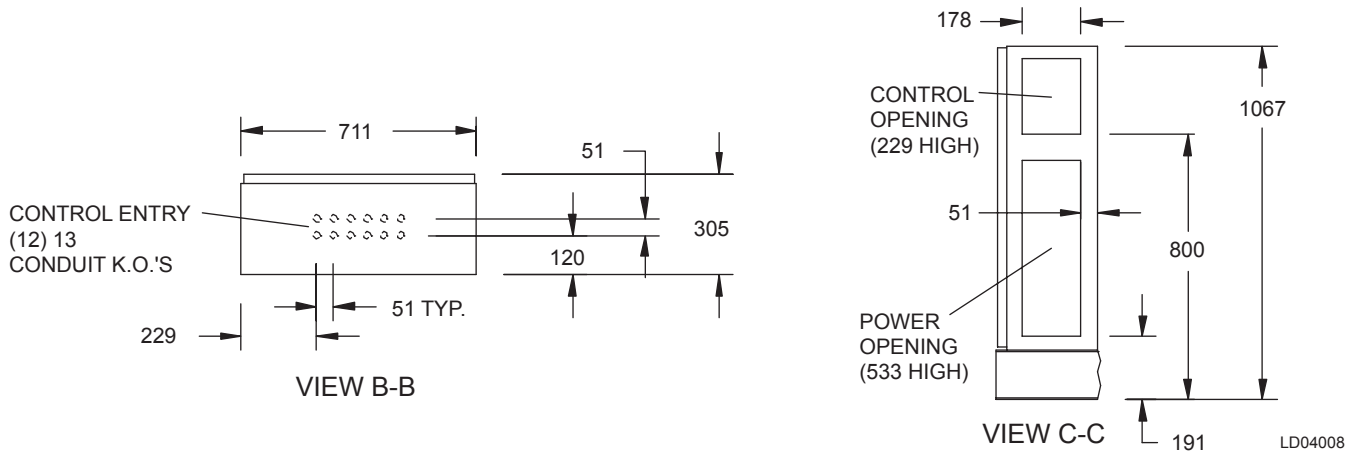 711
51
CONTROL ENTRY
(12) 13
CONDUIT K.O.'S
305
120
51 TYP.
229
VIEW B-B
178
CONTROL
OPENING
(229 HIGH)
1067
51
800
POWER
OPENING
(533 HIGH)
VIEW C-C
191
LD04008